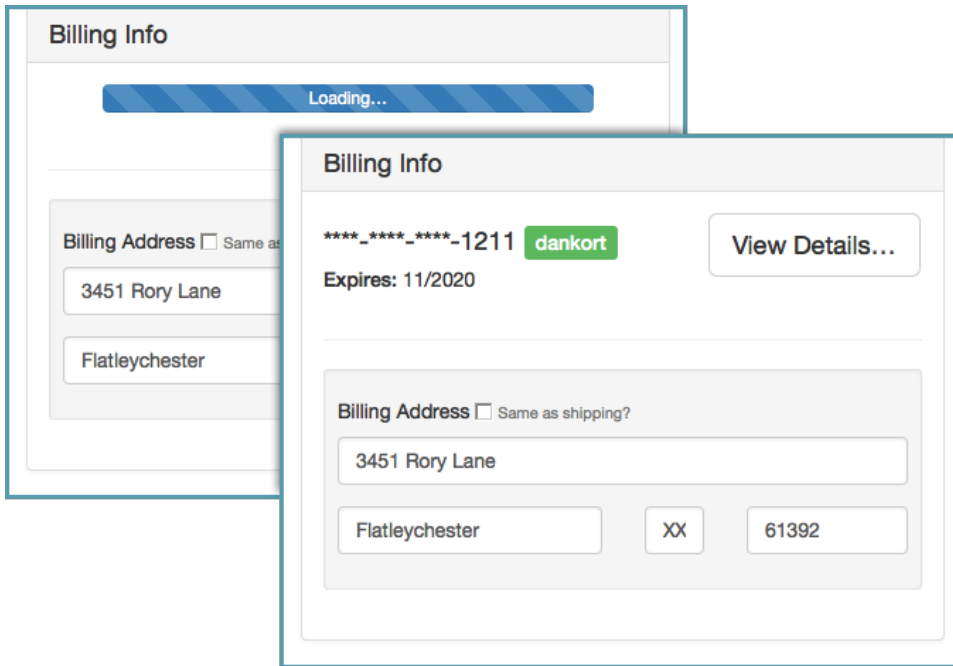 Billing Info
Loading...
Billing Address Same as
3451 Rory Lane
Flatleychester
Billing Info
****-****-****-1211 dankort
View Details...
Expires: 11/2020
Billing Address Same as shipping?
3451 Rory Lane
Flatleychester XX 61392